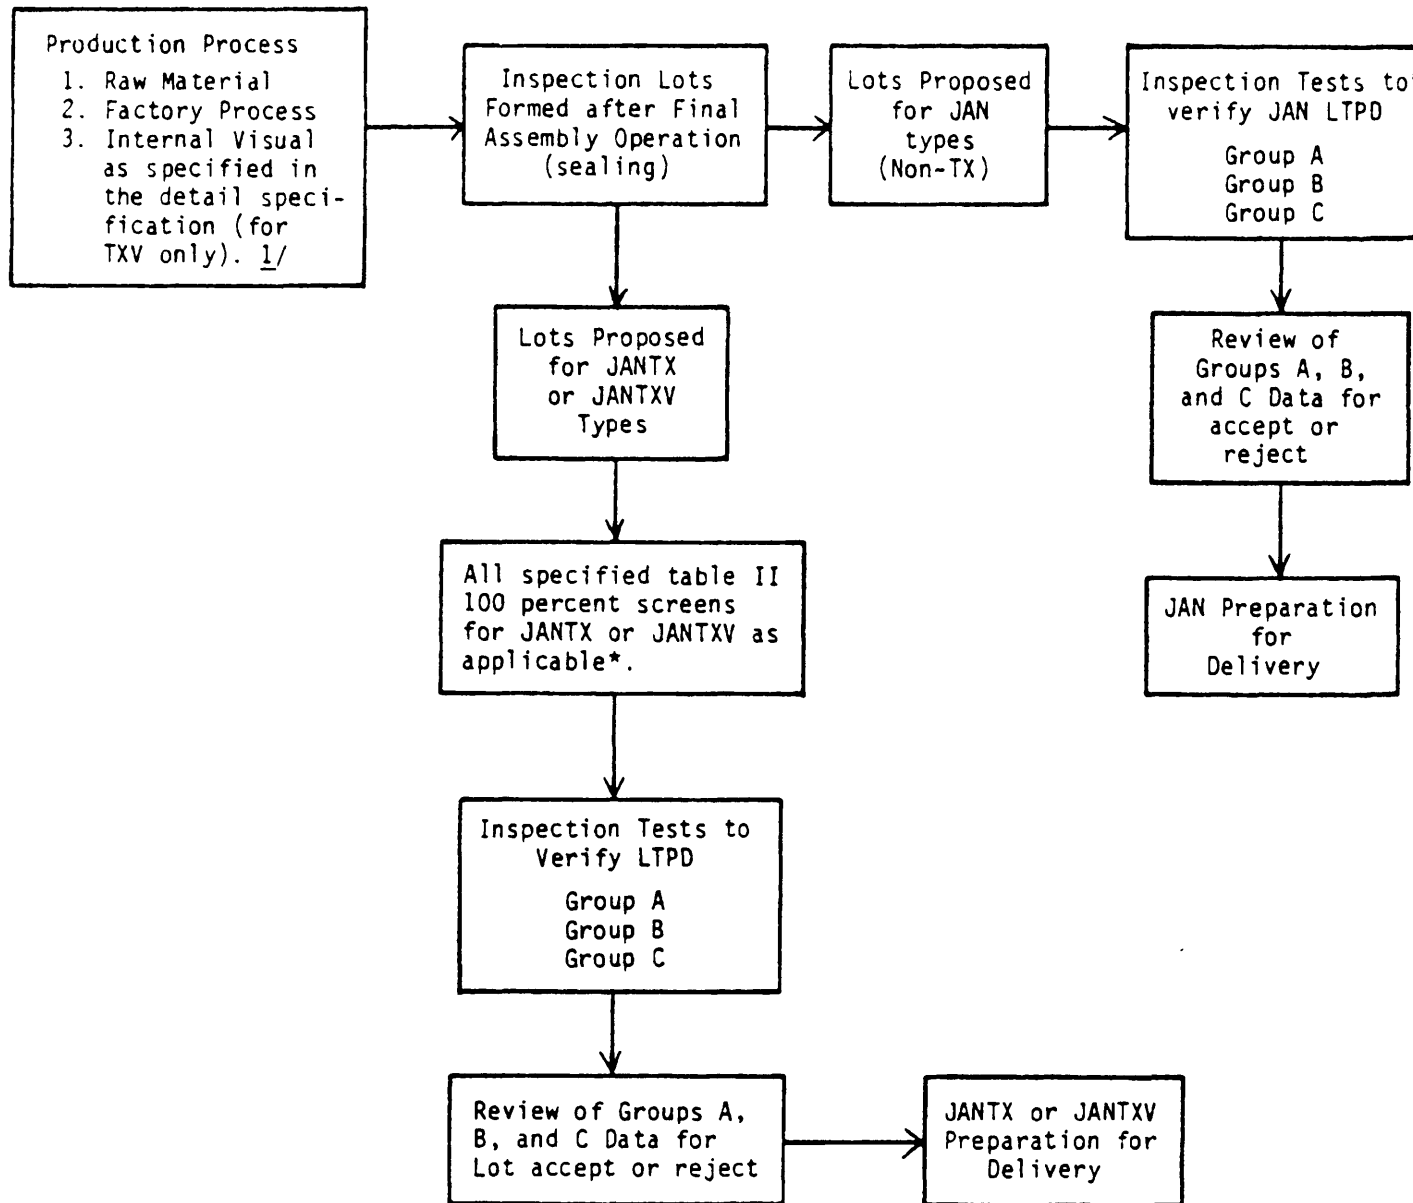 Production Process
1. Raw Material
2. Factory Process
3. Internal Visual
as specified in
the detail speci-
fication (for
TXV only). 1/
Inspection Lots
Formed after Final
Assembly Operation
(sealing)
Lots Proposed
for JAN
types
(Non-TX)
Inspection Tests to
verify JAN LTPD
Group A
Group B
Group C
Review of
Groups A, B,
and C Data for
accept or
reject
JAN Preparation
for
Delivery
Lots Proposed
for JANTX
or JANTXV
Types
All specified table II
100 percent screens
for JANTX or JANTXV as
applicable*.
Inspection Tests to
Verify LTPD
Group A
Group B
Group C
Review of Groups A,
B, and C Data for
Lot accept or reject
JANTX or JANTXV
Preparation for
Delivery